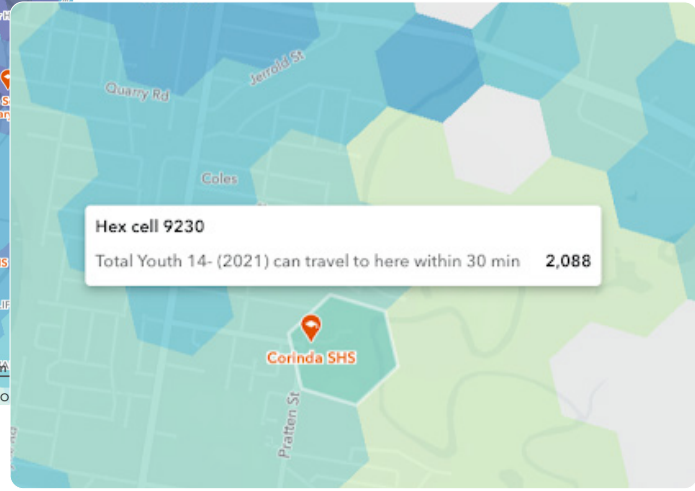 Jerrold St
Quarry Rd
Coles
Hex cell 9230
Total Youth 14- (2021) can travel to here within 30 min 2,088
Corinda SHS
Pratten St